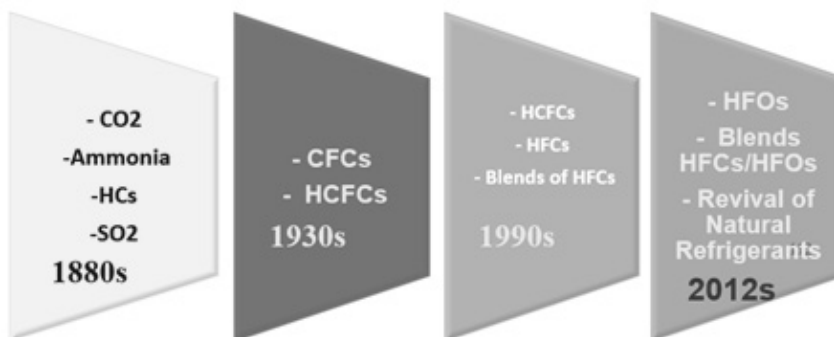 - CO2
-Ammonia
-HCs
-SO2
1880s
- CFCs
- HCFCs
1930s
- HCFCs
- HFCs
- Blends of HFCs
1990s
- HFOs
- Blends
HFCs/HFOs
- Revival of
Natural
Refrigerants
2012s